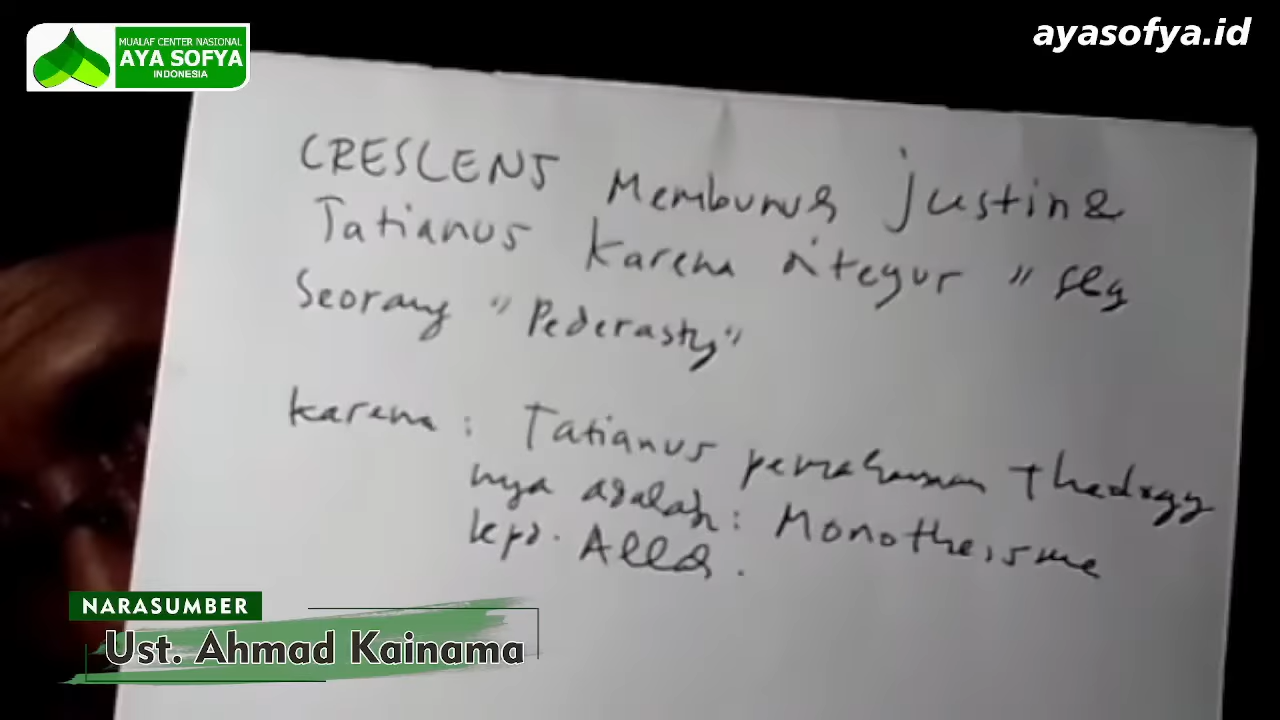 MUALAF CENTER NASIONAL
AYA SOFYA
INDONESIA
ayasofya.id
CRESCENS Membunuh Justin &
Tatianus karena ditegur " sbg
Seorang "Pederasty"
karena : Tatianus pemahaman Theology
nya adalah : Monotheisme
kpd. Allah.
NARASUMBER
Ust. Ahmad Kainama